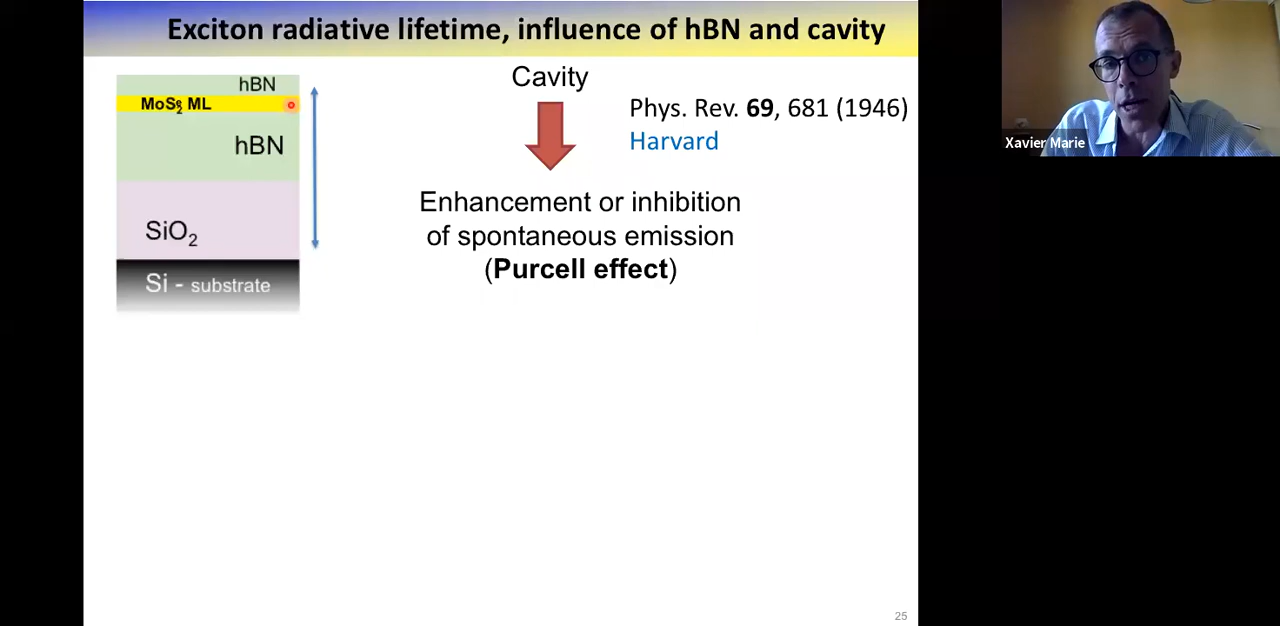 Exciton radiative lifetime, influence of hBN and cavity
hBN
MoSe₂ ML
hBN
SiO₂
Si - substrate
Cavity
Phys. Rev. 69, 681 (1946)
Harvard
Enhancement or inhibition
of spontaneous emission
(Purcell effect)
25
Xavier Marie